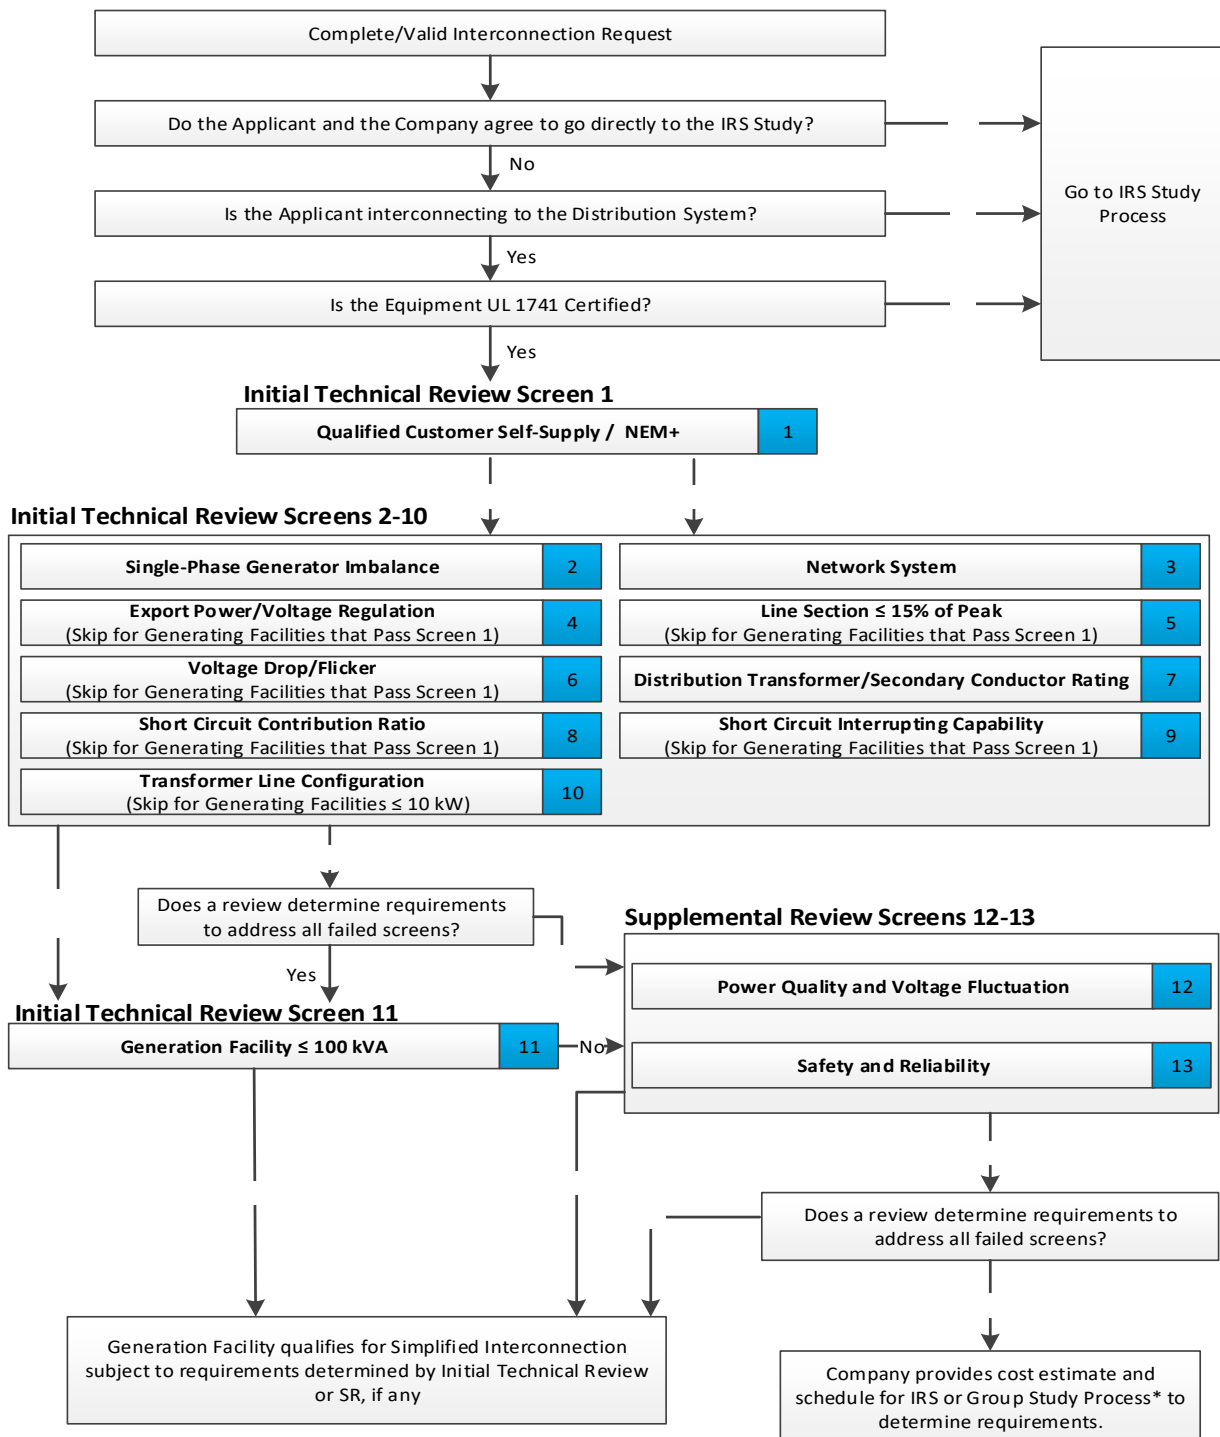 Complete/Valid Interconnection Request
Do the Applicant and the Company agree to go directly to the IRS Study?
No
Is the Applicant interconnecting to the Distribution System?
Go to IRS Study
Process
Yes
Is the Equipment UL 1741 Certified?
Yes
Initial Technical Review Screen 1
Qualified Customer Self-Supply / NEM+
1
Initial Technical Review Screens 2-10
Single-Phase Generator Imbalance
2
Network System
3
Export Power/Voltage Regulation
(Skip for Generating Facilities that Pass Screen 1)
4
Line Section ≤ 15% of Peak
(Skip for Generating Facilities that Pass Screen 1)
5
Voltage Drop/Flicker
(Skip for Generating Facilities that Pass Screen 1)
6
Distribution Transformer/Secondary Conductor Rating
7
Short Circuit Contribution Ratio
(Skip for Generating Facilities that Pass Screen 1)
8
Short Circuit Interrupting Capability
(Skip for Generating Facilities that Pass Screen 1)
9
Transformer Line Configuration
(Skip for Generating Facilities ≤ 10 kW)
10
Does a review determine requirements
to address all failed screens?
Yes
Supplemental Review Screens 12-13
Power Quality and Voltage Fluctuation
12
Initial Technical Review Screen 11
Generation Facility ≤ 100 kVA
11
No
Safety and Reliability
13
Does a review determine requirements to
address all failed screens?
Generation Facility qualifies for Simplified Interconnection
subject to requirements determined by Initial Technical Review
or SR, if any
Company provides cost estimate and
schedule for IRS or Group Study Process* to
determine requirements.